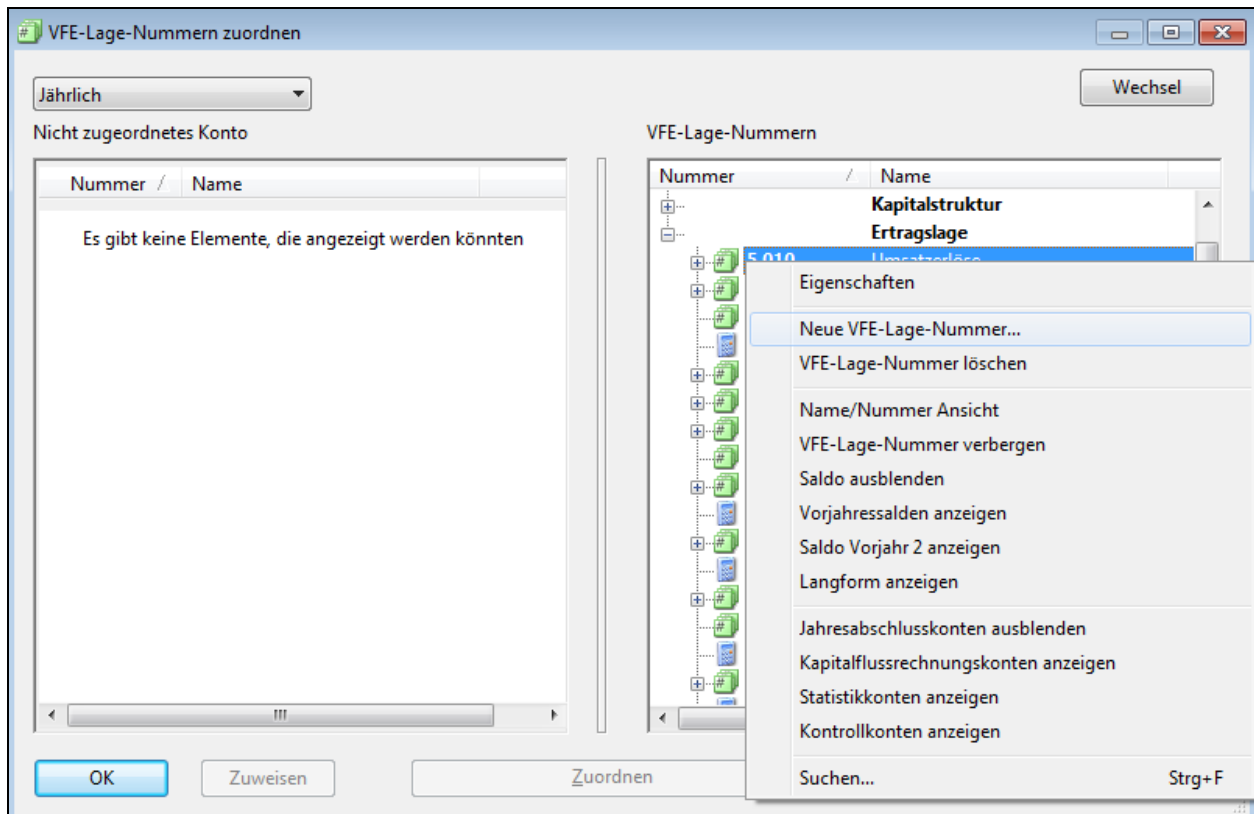 VFE-Lage-Nummern zuordnen
Jährlich
Wechsel
Nicht zugeordnetes Konto
VFE-Lage-Nummern
Nummer Name
Nummer Name
Es gibt keine Elemente, die angezeigt werden könnten
Kapitalstruktur
Ertragslage
5.010 Umsatzerlöse
Eigenschaften
Neue VFE-Lage-Nummer...
VFE-Lage-Nummer löschen
Name/Nummer Ansicht
VFE-Lage-Nummer verbergen
Saldo ausblenden
Vorjahressalden anzeigen
Saldo Vorjahr 2 anzeigen
Langform anzeigen
Jahresabschlusskonten ausblenden
Kapitalflussrechnungskonten anzeigen
Statistikkonten anzeigen
Kontrollkonten anzeigen
Suchen... Strg+F
OK Zuweisen Zuordnen